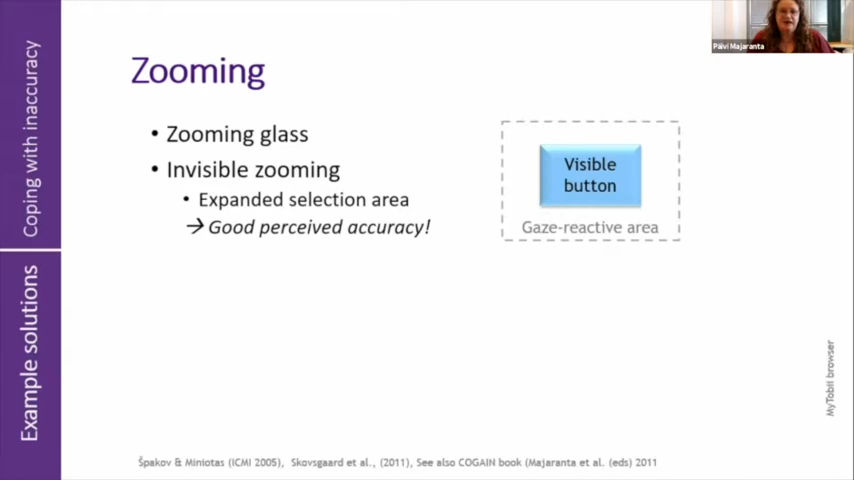 Päivi Majaranta
Coping with inaccuracy
Example solutions
Zooming
• Zooming glass
• Invisible zooming
• Expanded selection area
→ Good perceived accuracy!
Visible
button
Gaze-reactive area
MyTobii browser
Špakov & Miniotas (ICMI 2005), Skovsgaard et al., (2011), See also COGAIN book (Majaranta et al. (eds) 2011